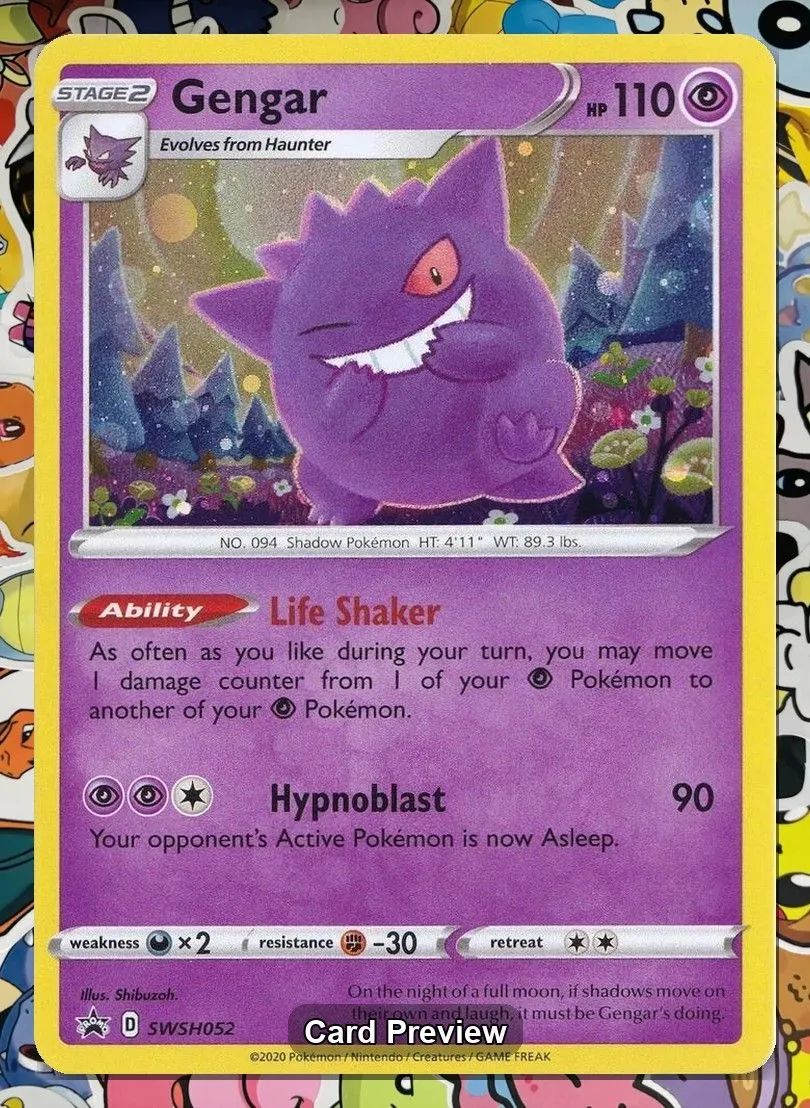 STAGE 2 Gengar HP 110
Evolves from Haunter
NO. 094 Shadow Pokémon HT: 4'11" WT: 89.3 lbs.
Ability Life Shaker
As often as you like during your turn, you may move
1 damage counter from 1 of your Pokémon to
another of your Pokémon.
Hypnoblast 90
Your opponent's Active Pokémon is now Asleep.
weakness ×2 resistance -30 retreat
Illus. Shibuzoh.
On the night of a full moon, if shadows move on
their own and laugh, it must be Gengar's doing.
PROMO D SWSH052
Card Preview
©2020 Pokémon / Nintendo / Creatures / GAME FREAK